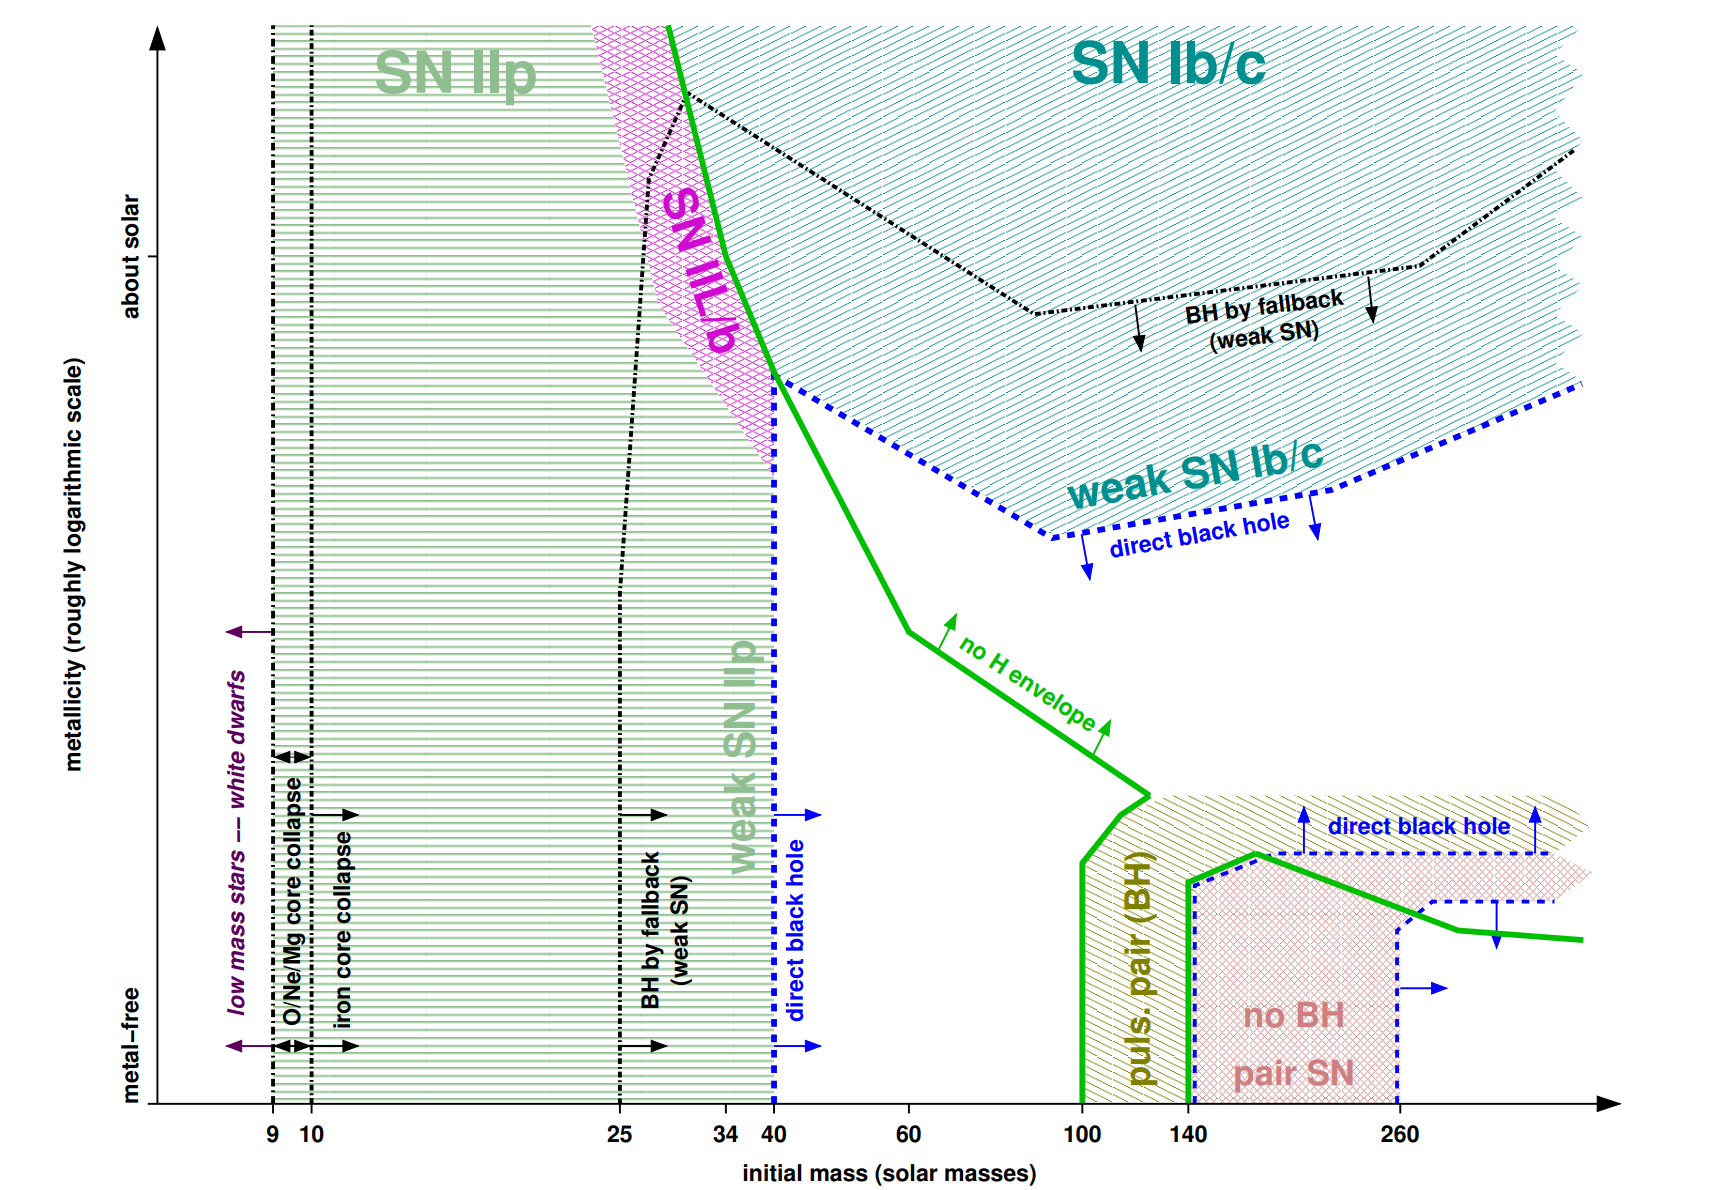 SN IIp
SN Ib/c
SN IIL/b
about solar
metallicity (roughly logarithmic scale)
metal–free
BH by fallback
(weak SN)
weak SN Ib/c
direct black hole
no H envelope
low mass stars –– white dwarfs
O/Ne/Mg core collapse
iron core collapse
BH by fallback
(weak SN)
weak SN IIp
direct black hole
puls. pair (BH)
direct black hole
no BH
pair SN
9 10 25 34 40 60 100 140 260
initial mass (solar masses)